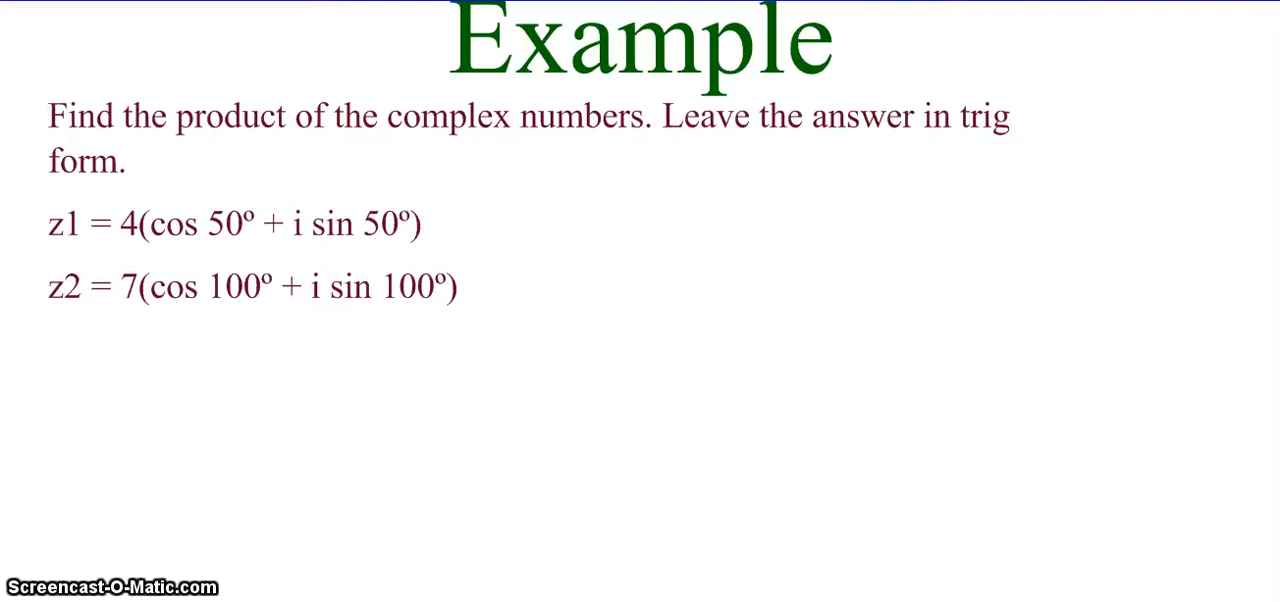 Example
Find the product of the complex numbers. Leave the answer in trig
form.
z1 = 4(cos 50º + i sin 50º)
z2 = 7(cos 100º + i sin 100º)
Screencast-O-Matic.com